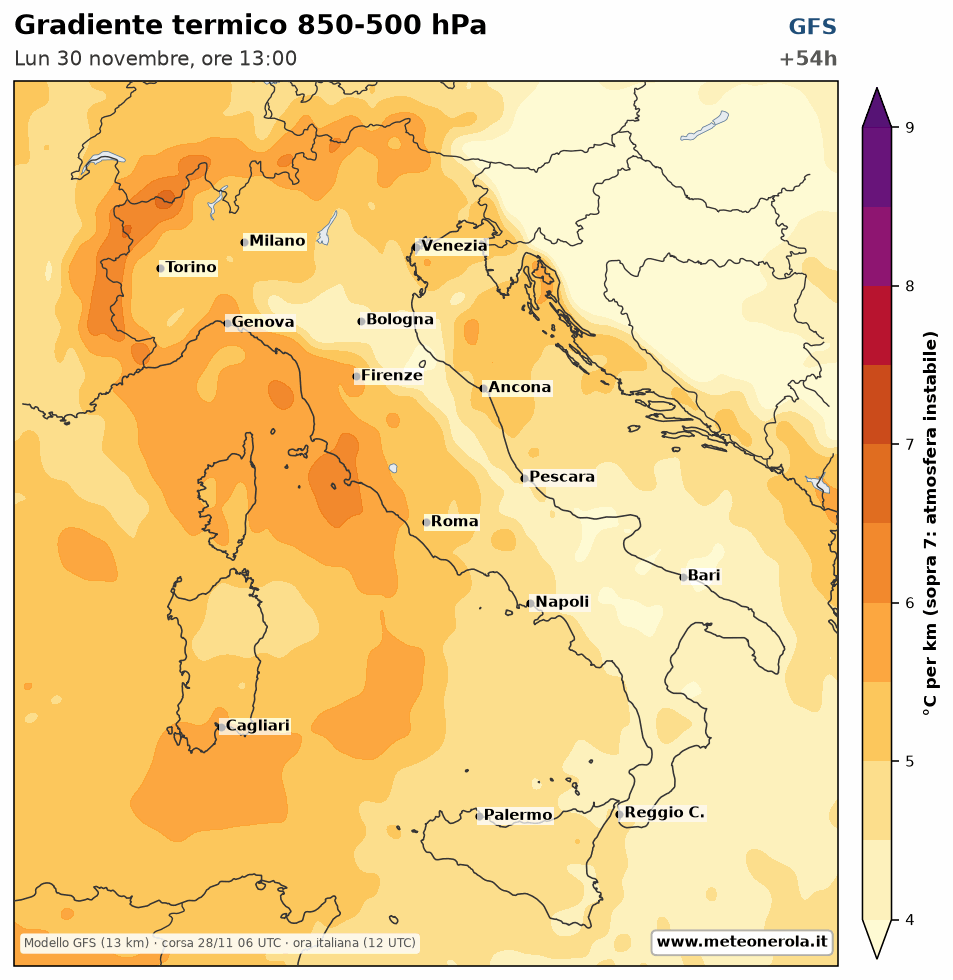 Gradiente termico 850-500 hPa
GFS
Lun 30 novembre, ore 13:00
+54h
Milano
Venezia
Torino
Genova
Bologna
Firenze
Ancona
Pescara
Roma
Bari
Napoli
Cagliari
Palermo
Reggio C.
9
8
7
6
5
4
°C per km (sopra 7: atmosfera instabile)
Modello GFS (13 km) · corsa 28/11 06 UTC · ora italiana (12 UTC)
www.meteonerola.it